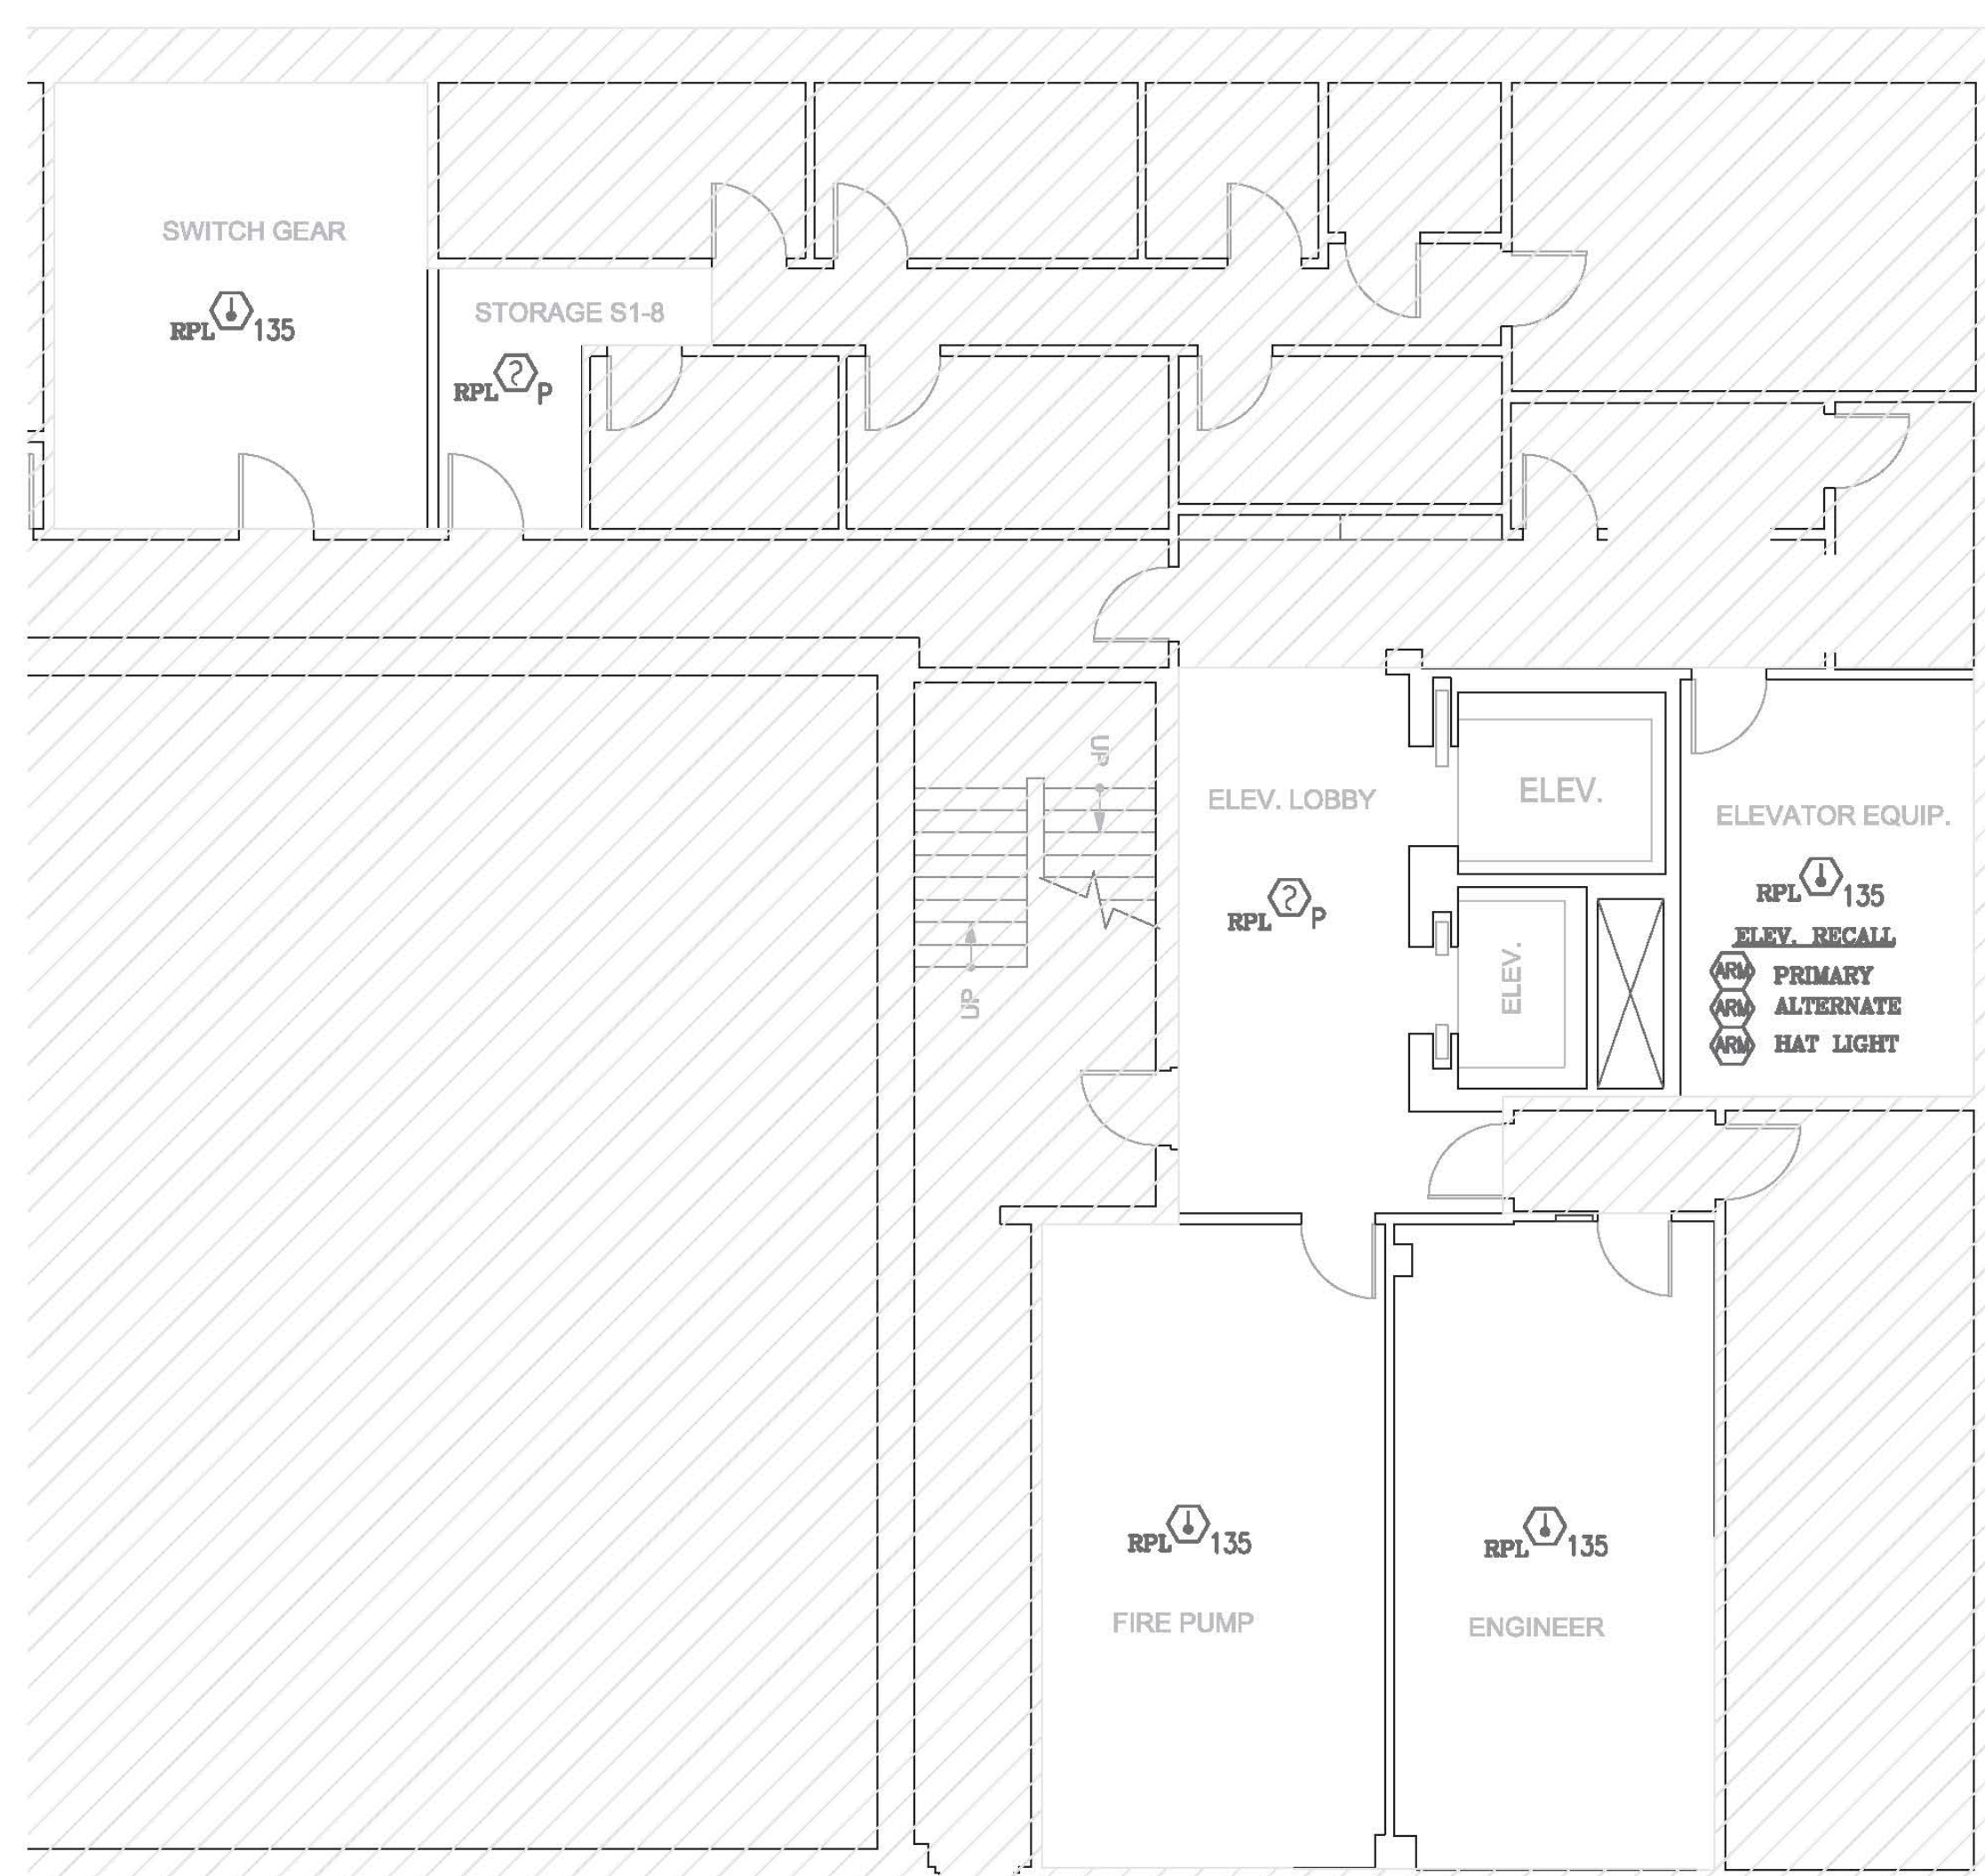 SWITCH GEAR
RPL 135
STORAGE S1-8
RPL P
UP
UP
ELEV. LOBBY
RPL P
ELEV.
ELEV.
ELEVATOR EQUIP.
RPL 135
ELEV. RECALL
ARM PRIMARY
ARM ALTERNATE
ARM HAT LIGHT
RPL 135
FIRE PUMP
RPL 135
ENGINEER